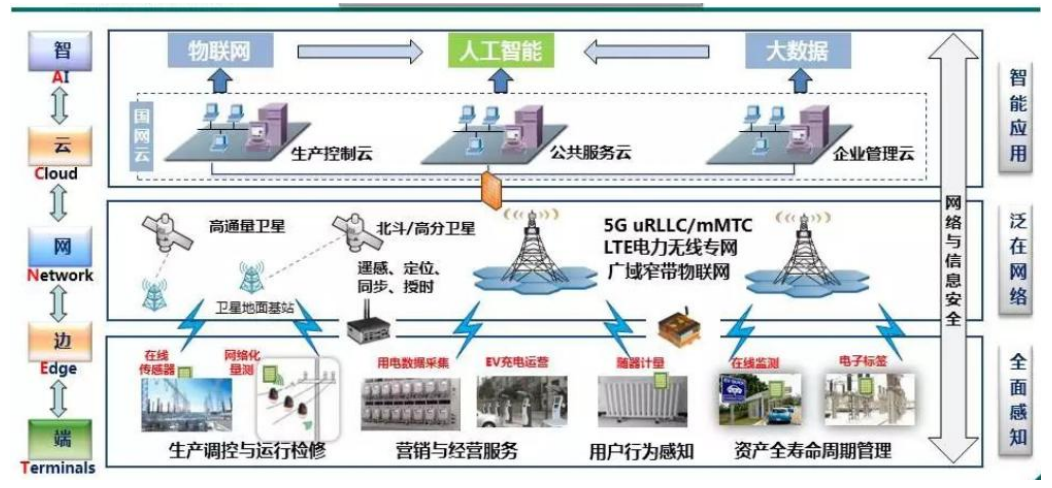 智
AI
云
Cloud
网
Network
边
Edge
端
Terminals
物联网
人工智能
大数据
国网云
生产控制云
公共服务云
企业管理云
高通量卫星
北斗/高分卫星
遥感、定位、
同步、授时
卫星地面基站
5G uRLLC/mMTC
LTE电力无线专网
广域窄带物联网
在线
传感器
网络化
量测
用电数据采集
EV充电运营
随器计量
在线监测
电子标签
生产调控与运行检修
营销与经营服务
用户行为感知
资产全寿命周期管理
网络与信息安全
智能应用
泛在网络
全面感知